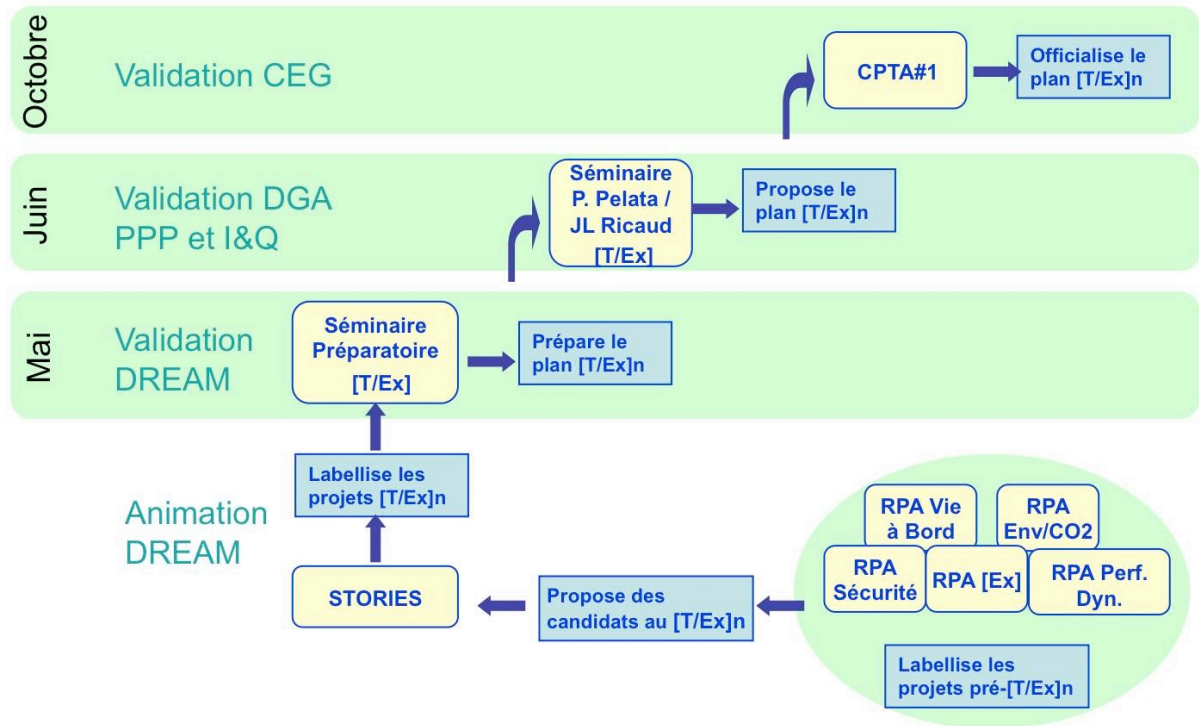 Octobre
Validation CEG
CPTA#1
Officialise le
plan [T/Ex]n
Juin
Validation DGA
PPP et I&Q
Séminaire
P. Pelata /
JL Ricaud
[T/Ex]
Propose le
plan [T/Ex]n
Mai
Validation
DREAM
Séminaire
Préparatoire
[T/Ex]
Prépare le
plan [T/Ex]n
Animation
DREAM
Labellise les
projets [T/Ex]n
STORIES
Propose des
candidats au [T/Ex]n
RPA Vie
à Bord
RPA
Env/CO2
RPA
Sécurité
RPA [Ex]
RPA Perf.
Dyn.
Labellise les
projets pré-[T/Ex]n